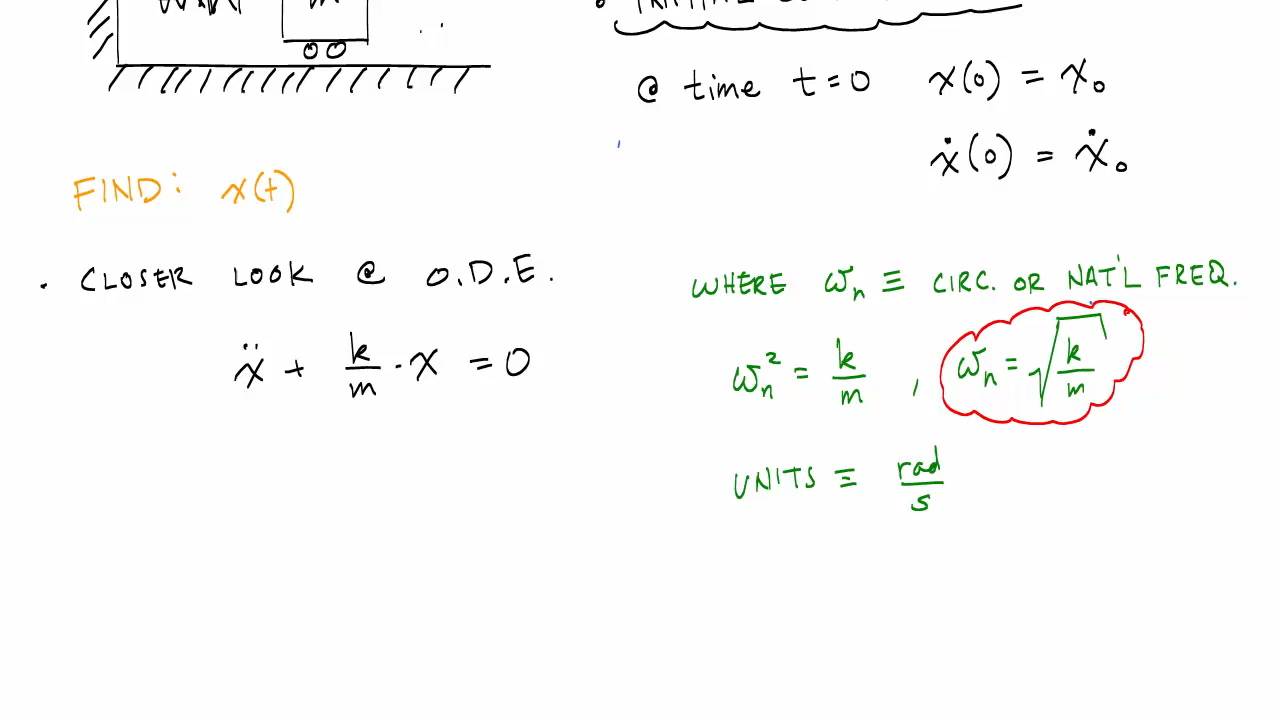 m
@ time t = 0 x(0) = x₀
ẋ(0) = ẋ₀
FIND: x(t)
• CLOSER LOOK @ O.D.E.
ẍ + k/m · x = 0
WHERE ωₙ ≡ CIRC. OR NAT'L FREQ.
ωₙ² = k/m , ωₙ = √(k/m)
UNITS ≡ rad/s